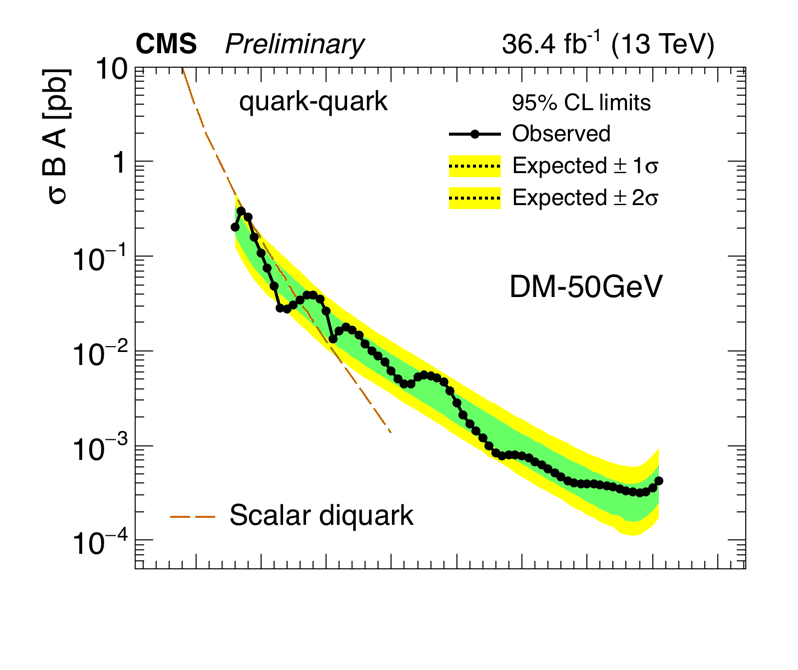 CMS Preliminary 36.4 fb⁻¹ (13 TeV)
σ B A [pb]
10
1
10⁻¹
10⁻²
10⁻³
10⁻⁴
quark-quark
95% CL limits
Observed
Expected ± 1σ
Expected ± 2σ
DM-50GeV
Scalar diquark